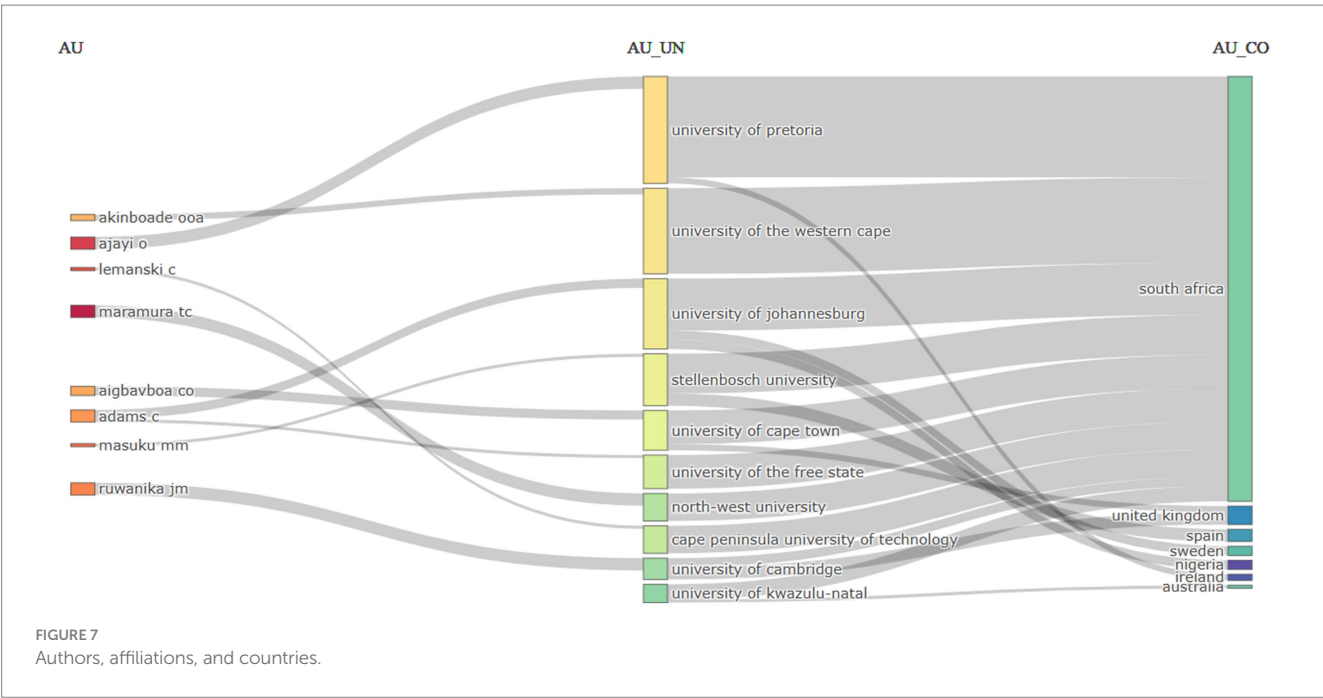 AU
AU_UN
AU_CO
akinboade ooa
ajayi o
lemanski c
maramura tc
aigbavboa co
adams c
masuku mm
ruwanika jm
university of pretoria
university of the western cape
university of johannesburg
stellenbosch university
university of cape town
university of the free state
north-west university
cape peninsula university of technology
university of cambridge
university of kwazulu-natal
south africa
united kingdom
spain
sweden
nigeria
ireland
australia
FIGURE 7
Authors, affiliations, and countries.